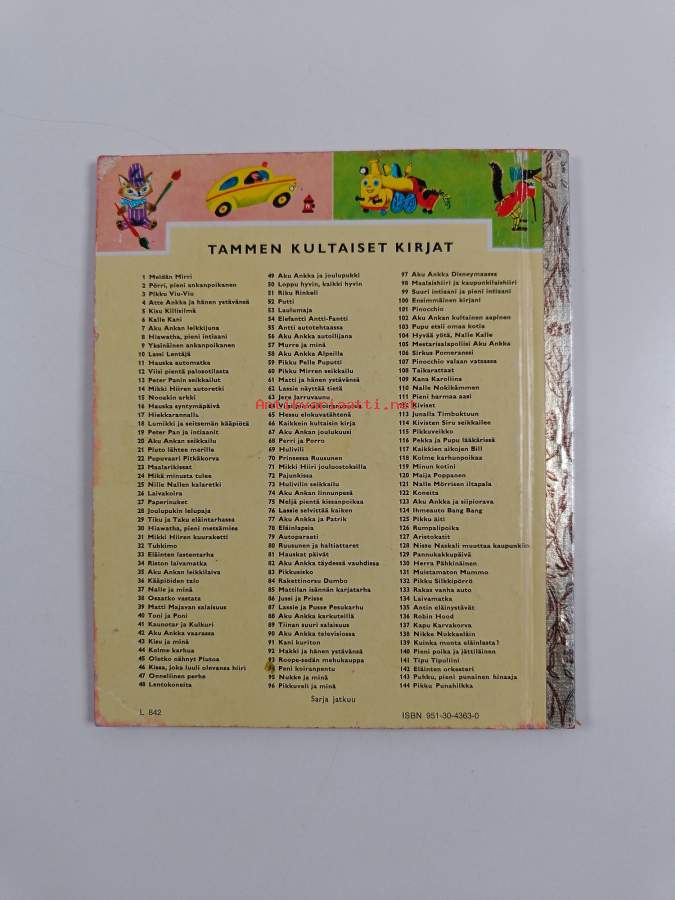 TAMMEN KULTAISET KIRJAT
1 Meidän Mirri
2 Pörri, pieni ankanpoikanen
3 Pikku Viu-Viu
4 Atte Ankka ja hänen ystävänsä
5 Kisu Killisilmä
6 Kalle Kani
7 Aku Ankan leikkijuna
8 Hiawatha, pieni intiaani
9 Yksinäinen ankanpoikanen
10 Lassi Lentäjä
11 Hauska automatka
12 Viisi pientä palosotilasta
13 Peter Panin seikkailut
14 Mikki Hiiren autoretki
15 Nooakin arkki
16 Hauska syntymäpäivä
17 Hiekkarannalla
18 Lumikki ja seitsemän kääpiötä
19 Peter Pan ja intiaanit
20 Aku Ankan seikkailu
21 Pluto lähtee merille
22 Pupuvaari Pitkäkorva
23 Maalarikissat
24 Mikä minusta tulee
25 Nalle Nallen kalaretki
26 Laivakoira
27 Paperinuket
28 Joulupukin lelupaja
29 Tiku ja Taku eläintarhassa
30 Hiawatha, pieni metsämies
31 Mikki Hiiren kuuraketti
32 Tuhkimo
33 Eläinten lastentarha
34 Riston laivamatka
35 Aku Ankan leikkilaiva
36 Kääpiöiden talo
37 Nalle ja minä
38 Ossatko vastata
39 Matti Majavan salaisuus
40 Toni ja Poni
41 Kaunotar ja Kulkuri
42 Aku Ankka vaarassa
43 Kisu ja minä
44 Kolme karhua
45 Oletko nähnyt Plutoa
46 Kissa, joka luuli olevansa hiiri
47 Onnellinen perhe
48 Lentokoneita
49 Aku Ankka ja joulupukki
50 Loppu hyvin, kaikki hyvin
51 Riku Rinkeli
52 Putti
53 Laulumaja
54 Elefantti Antti-Fantti
55 Antti autotehtaassa
56 Aku Ankka autoilijana
57 Murre ja minä
58 Aku Ankka Alpeilla
59 Pikku Pelle Puputti
60 Pikku Mirren seikkailu
61 Matti ja hänen ystävänsä
62 Lassie näyttää tietä
63 Jere Jarruvaunu
65 Hessu elokuvatähtenä
66 Kaikkein kultaisin kirja
67 Aku Ankan joulukuusi
68 Perri ja Porro
69 Hulivili
70 Prinsessa Ruusunen
71 Mikki Hiiri jouluostoksilla
72 Pajunkissa
73 Hulivilin seikkailu
74 Aku Ankan linnunpesä
75 Neljä pientä kissanpoikaa
76 Lassie selvittää kaiken
77 Aku Ankka ja Patrik
78 Eläinlapsia
79 Autoparaati
80 Ruusunen ja haltiattaret
81 Hauskat päivät
82 Aku Ankka täydessä vauhdissa
83 Pikkusisko
84 Rakettinorsu Dumbo
85 Mattilan isännän karjatarha
86 Jussi ja Prisse
87 Lassie ja Pusse Pesukarhu
88 Aku Ankka karkuteillä
89 Tiinan suuri salaisuus
90 Aku Ankka televisiossa
91 Kani kuriton
92 Hakki ja hänen ystävänsä
93 Roope-sedän mehukauppa
94 Peni koiranpentu
95 Nukke ja minä
96 Pikkuveli ja minä
97 Aku Ankka Disneymaassa
98 Maalaishiiri ja kaupunkilaishiiri
99 Suuri intiaani ja pieni intiaani
100 Ensimmäinen kirjani
101 Pinocchio
102 Aku Ankan kultainen aapinen
103 Pupu etsii omaa kotia
104 Hyvää yötä, Nalle Kalle
105 Mestarisalapoliisi Aku Ankka
106 Sirkus Pomeranssi
107 Pinocchio valaan vatsassa
108 Taikarattaat
109 Kana Karoliina
110 Nalle Nokikämmen
111 Pieni harmaa aasi
112 Kiviset
113 Junalla Timbuktuun
114 Kivisten Siru seikkailee
115 Pikkuveikko
116 Pekka ja Pupu lääkärissä
117 Kaikkien aikojen Bill
118 Kolme karhunpoikaa
119 Minun kotini
120 Maija Poppanen
121 Nalle Mörrisen iltapala
122 Koneita
123 Aku Ankka ja siipiorava
124 Ihmeauto Bang Bang
125 Pikku äiti
126 Rumpalipoika
127 Aristokatit
128 Nisse Naskali muuttaa kaupunkiin
129 Pannukakkupäivä
130 Herra Pähkinäinen
131 Muistamaton Mummo
132 Pikku Silkkipörrö
133 Rakas vanha auto
134 Laivamatka
135 Antin eläinystävät
136 Robin Hood
137 Kapu Karvakorva
138 Nikke Nukkaeläin
139 Kuinka monta eläinlasta?
140 Pieni poika ja jättiläinen
141 Tipu Tipuliini
142 Eläinten orkesteri
143 Puhku, pieni punainen hinaaja
144 Pikku Punahilkka
Sarja jatkuu
L 842
ISBN 951-30-4363-0
Antikvariaatti.net